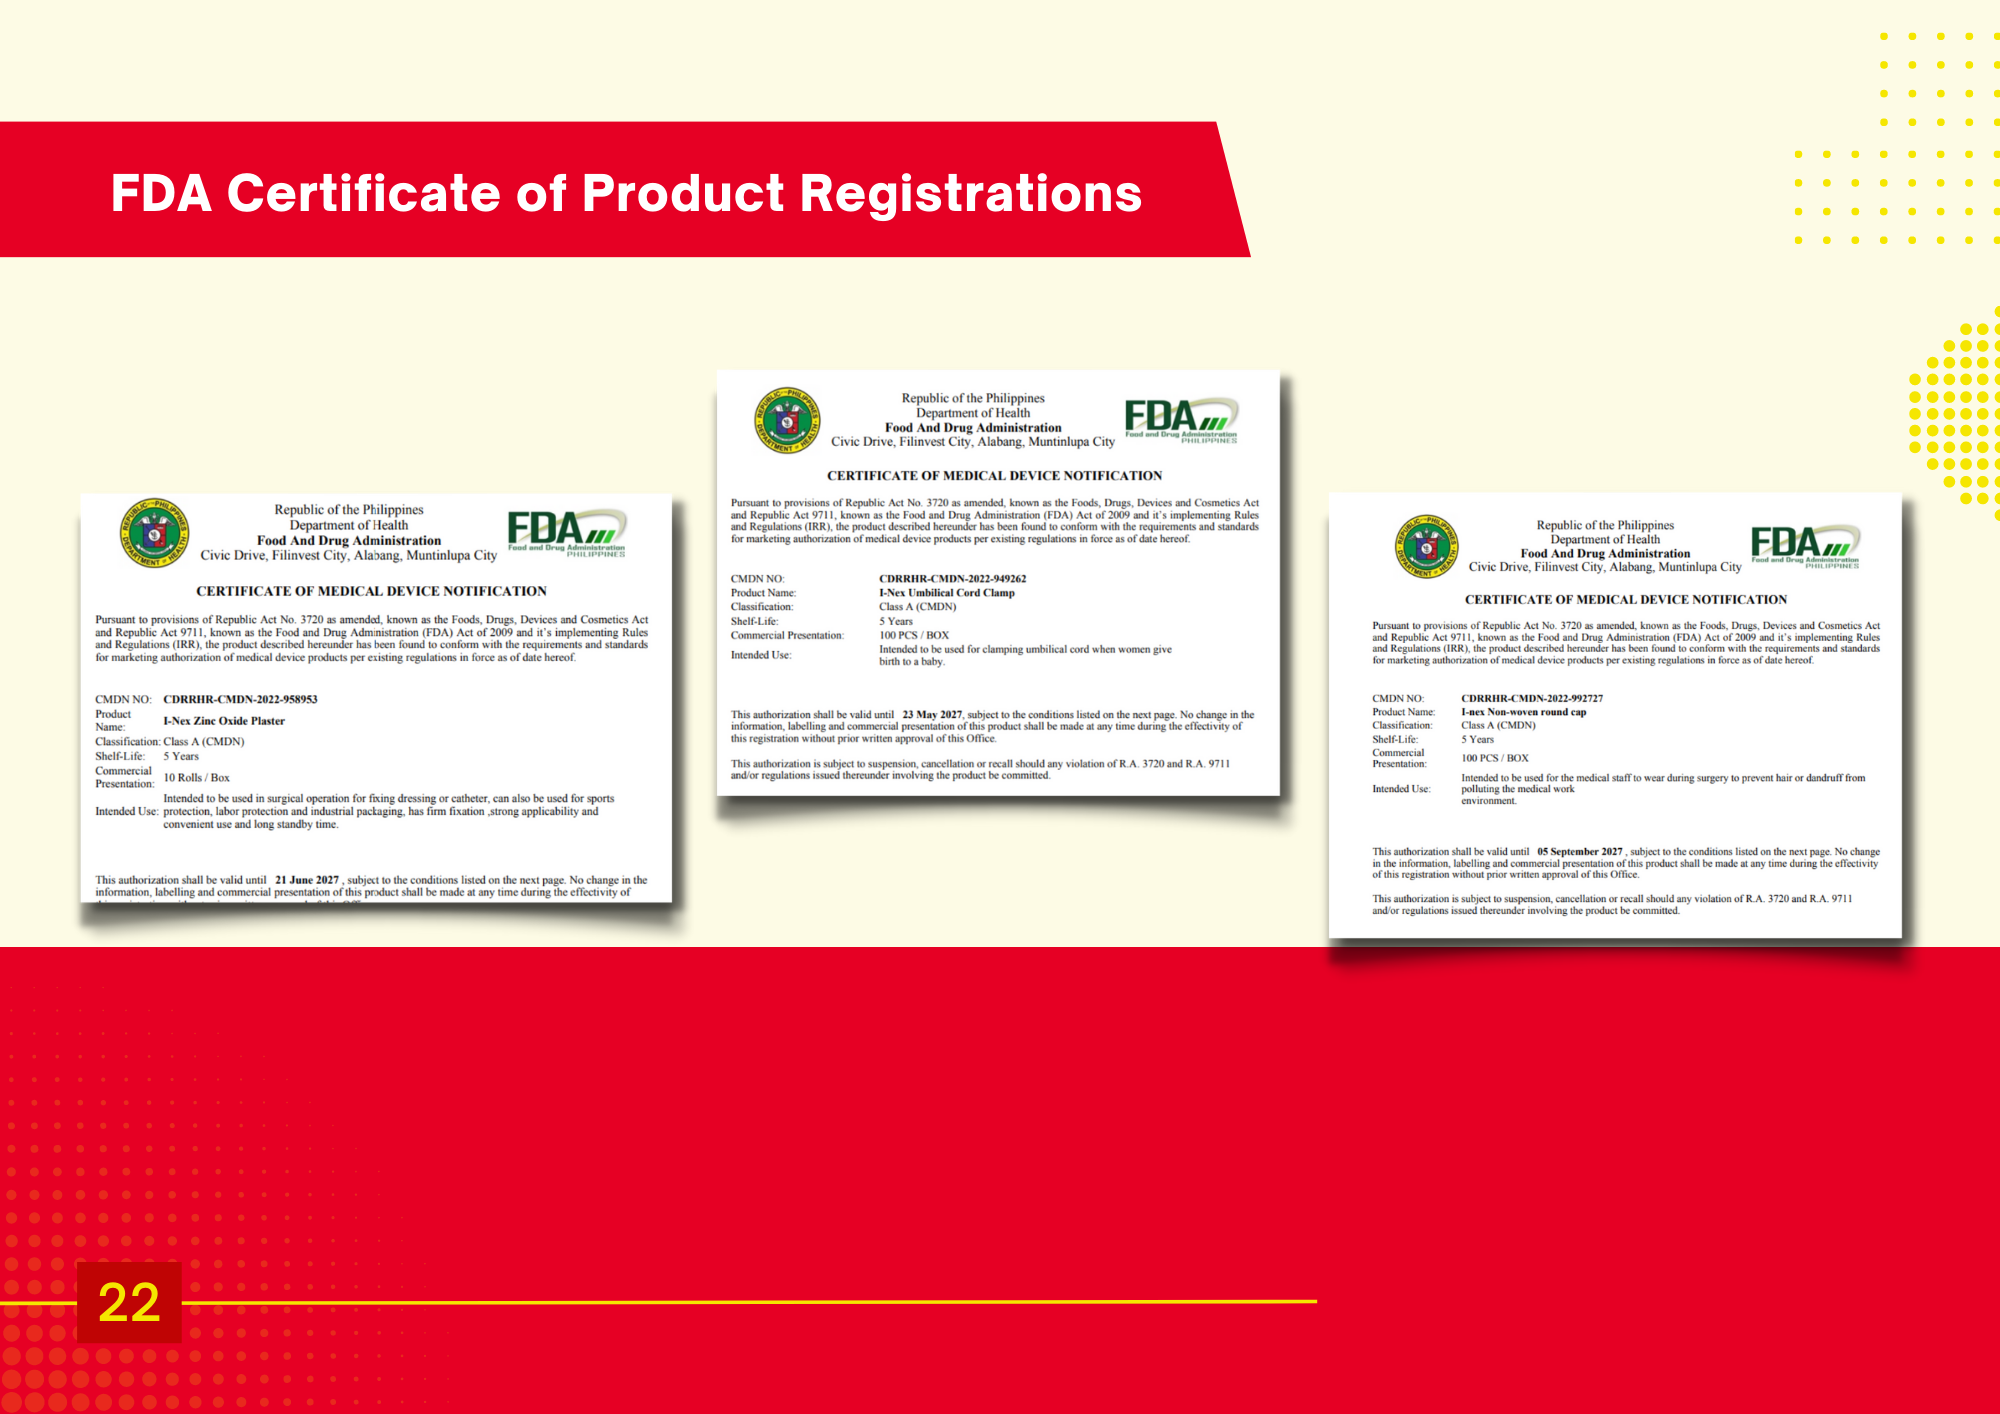 FDA Certificate of Product Registrations
Republic of the Philippines
Department of Health
Food And Drug Administration
Civic Drive, Filinvest City, Alabang, Muntinlupa City
FDA
Food and Drug Administration
PHILIPPINES
CERTIFICATE OF MEDICAL DEVICE NOTIFICATION
Pursuant to provisions of Republic Act No. 3720 as amended, known as the Foods, Drugs, Devices and Cosmetics Act
and Republic Act 9711, known as the Food and Drug Administration (FDA) Act of 2009 and it's implementing Rules
and Regulations (IRR), the product described hereunder has been found to conform with the requirements and standards
for marketing authorization of medical device products per existing regulations in force as of date hereof.
CMDN NO: CDRRHR-CMDN-2022-958953
Product
Name: I-Nex Zinc Oxide Plaster
Classification: Class A (CMDN)
Shelf-Life: 5 Years
Commercial
Presentation: 10 Rolls / Box
Intended Use: Intended to be used in surgical operation for fixing dressing or catheter, can also be used for sports
protection, labor protection and industrial packaging, has firm fixation ,strong applicability and
convenient use and long standby time.
This authorization shall be valid until 21 June 2027 , subject to the conditions listed on the next page. No change in the
information, labelling and commercial presentation of this product shall be made at any time during the effectivity of
REPUBLIC OF THE PHILIPPINES
DEPARTMENT OF HEALTH
Republic of the Philippines
Department of Health
Food And Drug Administration
Civic Drive, Filinvest City, Alabang, Muntinlupa City
FDA
Food and Drug Administration
PHILIPPINES
CERTIFICATE OF MEDICAL DEVICE NOTIFICATION
Pursuant to provisions of Republic Act No. 3720 as amended, known as the Foods, Drugs, Devices and Cosmetics Act
and Republic Act 9711, known as the Food and Drug Administration (FDA) Act of 2009 and it's implementing Rules
and Regulations (IRR), the product described hereunder has been found to conform with the requirements and standards
for marketing authorization of medical device products per existing regulations in force as of date hereof.
CMDN NO: CDRRHR-CMDN-2022-949262
Product Name: I-Nex Umbilical Cord Clamp
Classification: Class A (CMDN)
Shelf-Life: 5 Years
Commercial Presentation: 100 PCS / BOX
Intended Use: Intended to be used for clamping umbilical cord when women give
birth to a baby.
This authorization shall be valid until 23 May 2027, subject to the conditions listed on the next page. No change in the
information, labelling and commercial presentation of this product shall be made at any time during the effectivity of
this registration without prior written approval of this Office.
This authorization is subject to suspension, cancellation or recall should any violation of R.A. 3720 and R.A. 9711
and/or regulations issued thereunder involving the product be committed.
Republic of the Philippines
Department of Health
Food And Drug Administration
Civic Drive, Filinvest City, Alabang, Muntinlupa City
FDA
Food and Drug Administration
PHILIPPINES
CERTIFICATE OF MEDICAL DEVICE NOTIFICATION
Pursuant to provisions of Republic Act No. 3720 as amended, known as the Foods, Drugs, Devices and Cosmetics Act
and Republic Act 9711, known as the Food and Drug Administration (FDA) Act of 2009 and it's implementing Rules
and Regulations (IRR), the product described hereunder has been found to conform with the requirements and standards
for marketing authorization of medical device products per existing regulations in force as of date hereof.
CMDN NO: CDRRHR-CMDN-2022-992727
Product Name: I-nex Non-woven round cap
Classification: Class A (CMDN)
Shelf-Life: 5 Years
Commercial
Presentation: 100 PCS / BOX
Intended Use: Intended to be used for the medical staff to wear during surgery to prevent hair or dandruff from
polluting the medical work
environment.
This authorization shall be valid until 05 September 2027 , subject to the conditions listed on the next page. No change
in the information, labelling and commercial presentation of this product shall be made at any time during the effectivity
of this registration without prior written approval of this Office.
This authorization is subject to suspension, cancellation or recall should any violation of R.A. 3720 and R.A. 9711
and/or regulations issued thereunder involving the product be committed.
22